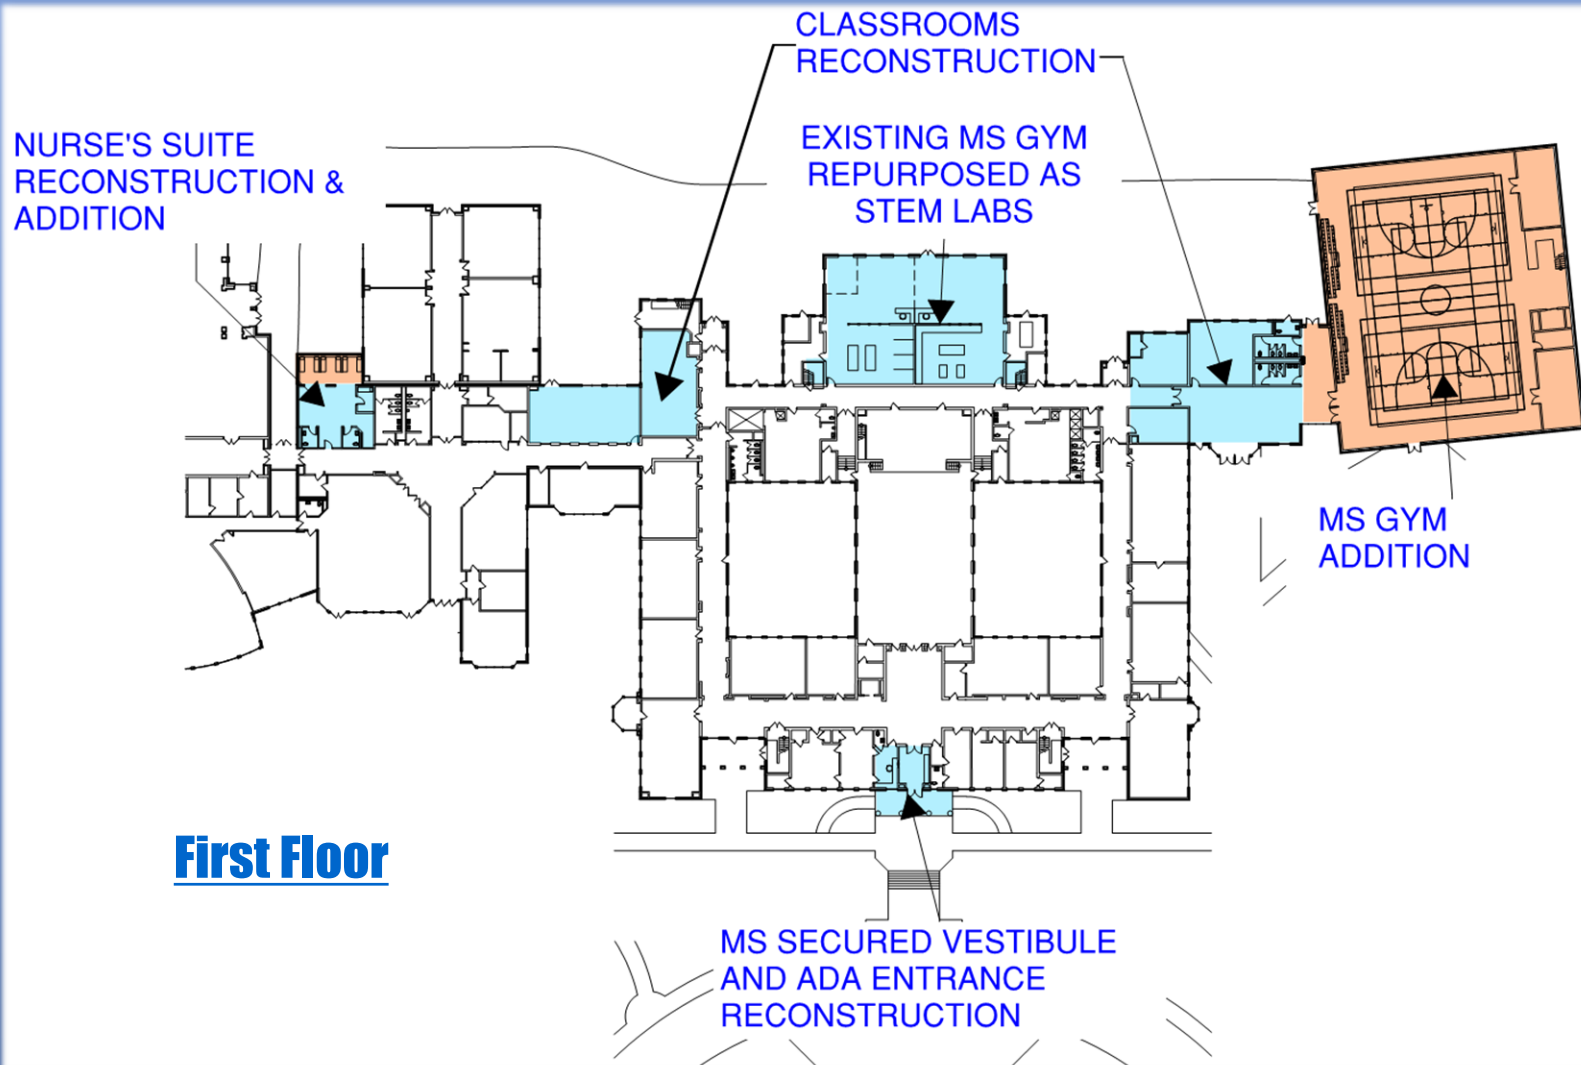 CLASSROOMS
RECONSTRUCTION
NURSE'S SUITE
RECONSTRUCTION &
ADDITION
EXISTING MS GYM
REPURPOSED AS
STEM LABS
MS GYM
ADDITION
First Floor
MS SECURED VESTIBULE
AND ADA ENTRANCE
RECONSTRUCTION